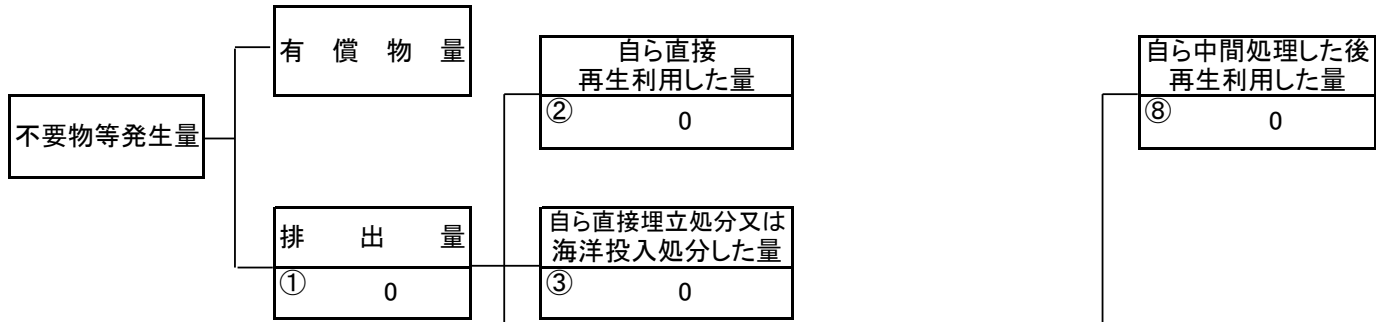 有償物量
自ら直接
再生利用した量
② 0
自ら中間処理した後
再生利用した量
⑧ 0
不要物等発生量
排出量
① 0
自ら直接埋立処分又は
海洋投入処分した量
③ 0